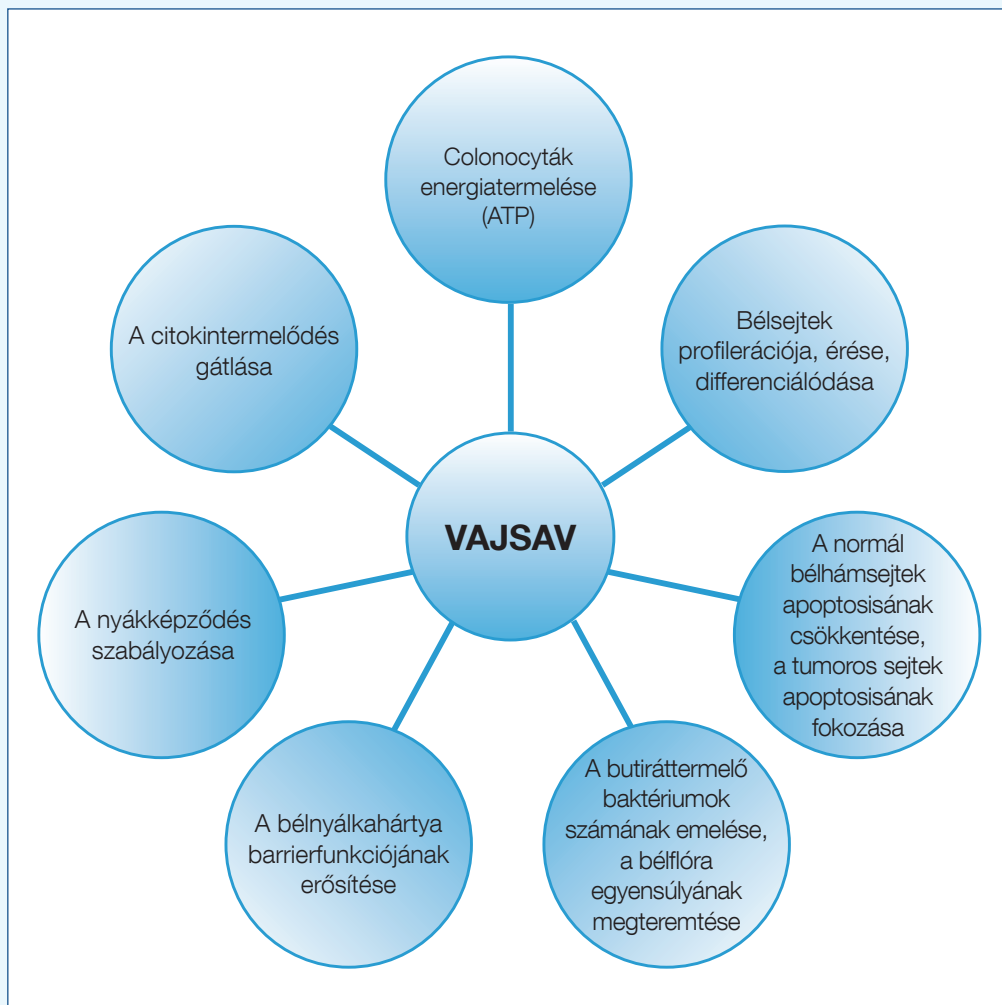 Colonocyták
energiatermelése
(ATP)
Bélsejtek
profilerációja, érése,
differenciálódása
A normál
bélhámsejtek
apoptosisának
csökkentése,
a tumoros sejtek
apoptosisának
fokozása
A butiráttermelő
baktériumok
számának emelése,
a bélflóra
egyensúlyának
megteremtése
A bélnyálkahártya
barrierfunkciójának
erősítése
A nyákképződés
szabályozása
A citokintermelődés
gátlása
VAJSAV